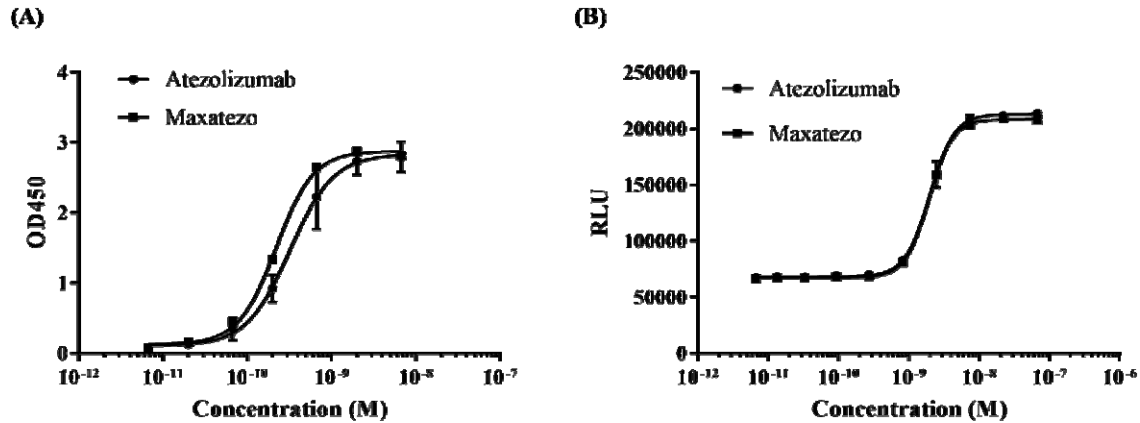 (A)
(B)
Atezolizumab
Maxatezo
OD450
4
3
2
1
0
10-12
10-11
10-10
10-9
10-8
10-7
Concentration (M)
Atezolizumab
Maxatezo
RLU
250000
200000
150000
100000
50000
0
10-12
10-11
10-10
10-9
10-8
10-7
10-6
Concentration (M)